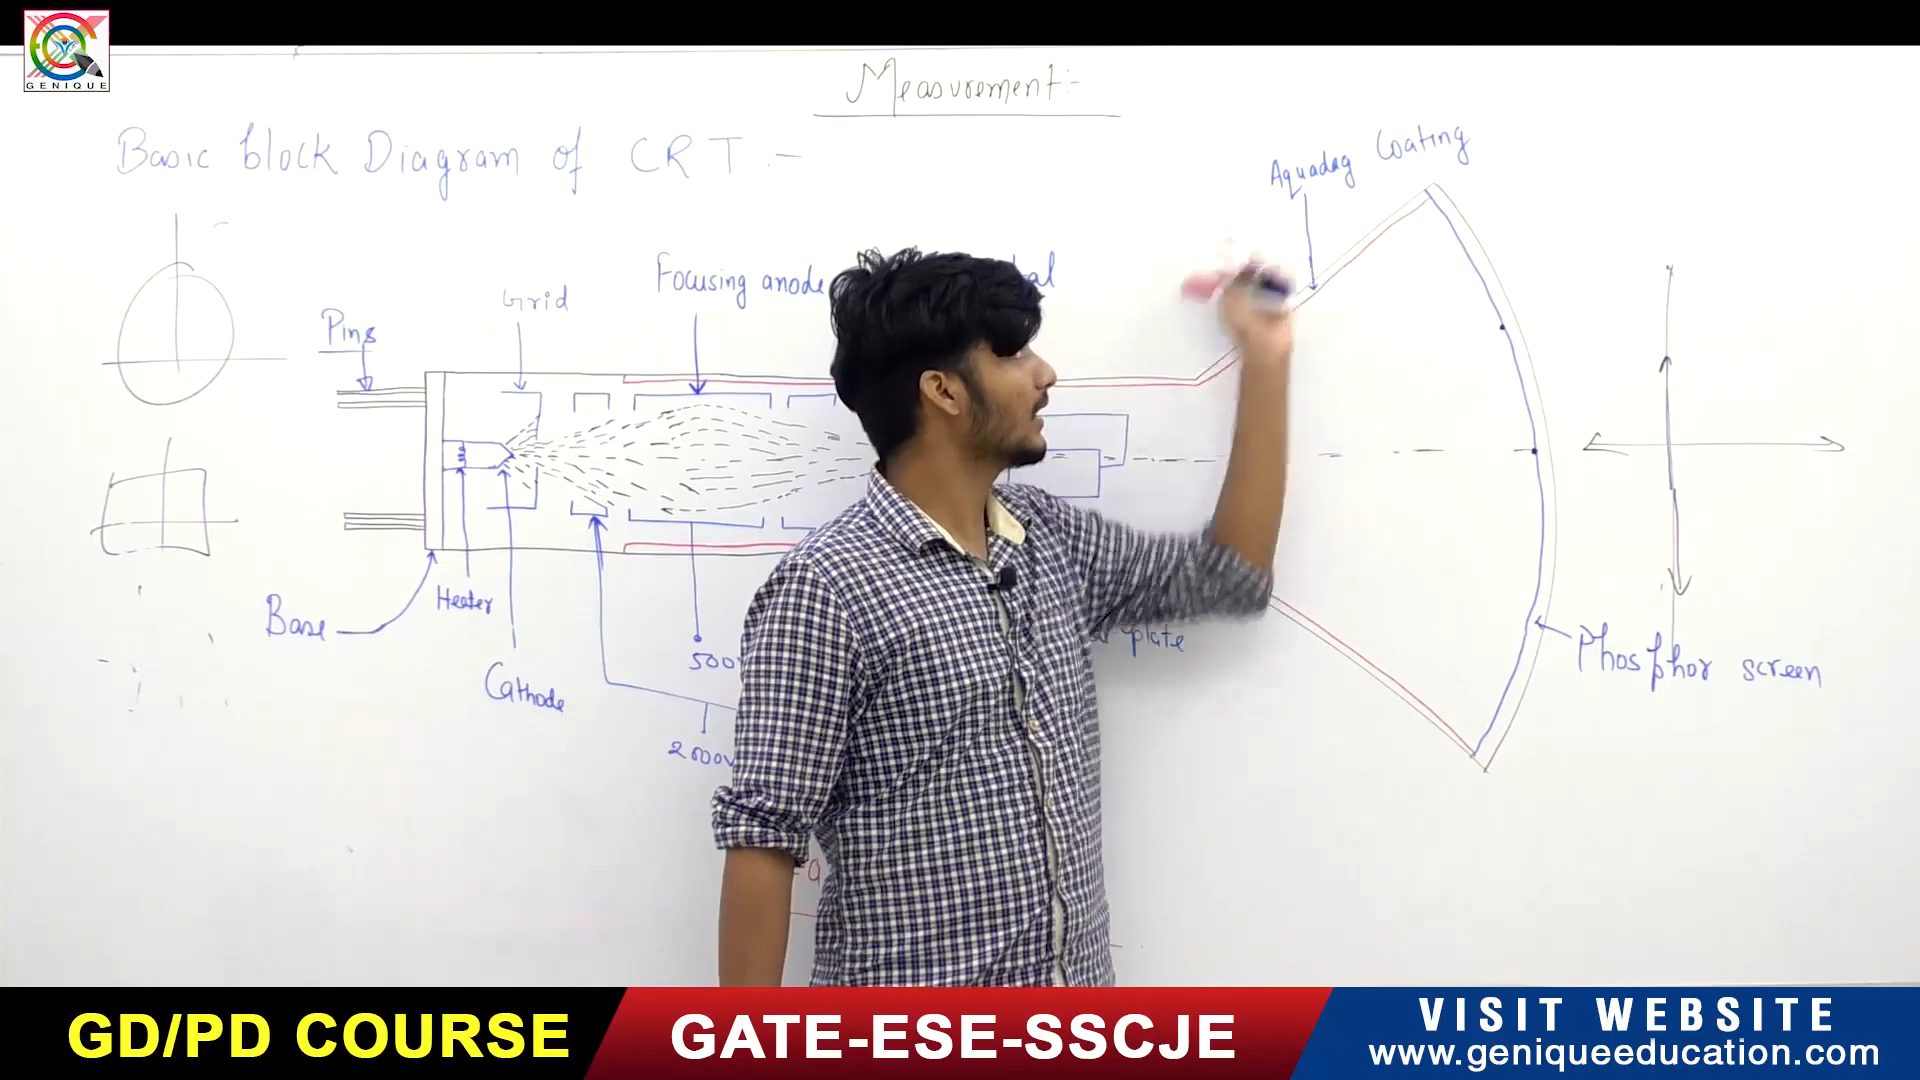 GENIQUE
Measurement:-
Basic block Diagram of CRT :-
Aquadag Coating
Grid
Focusing anode
Pins
Heater
Base
Cathode
500
2000v
plate
Phosphor screen
GD/PD COURSE
GATE-ESE-SSCJE
VISIT WEBSITE
www.geniqueeducation.com